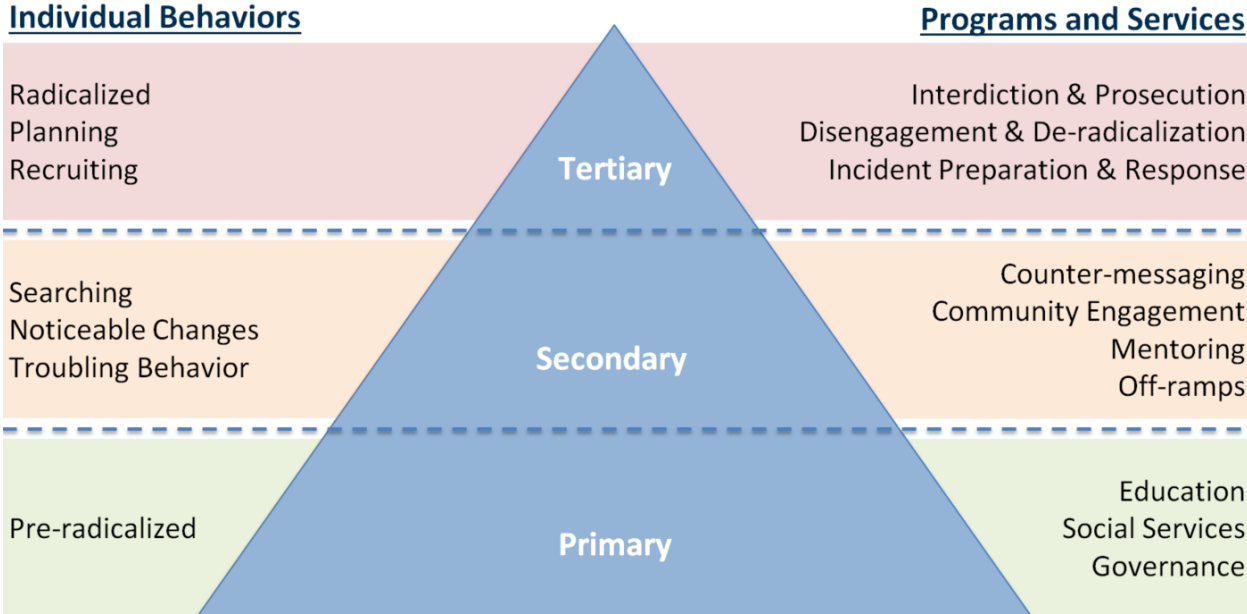 Individual Behaviors
Programs and Services
Radicalized
Planning
Recruiting
Tertiary
Interdiction & Prosecution
Disengagement & De-radicalization
Incident Preparation & Response
Searching
Noticeable Changes
Troubling Behavior
Secondary
Counter-messaging
Community Engagement
Mentoring
Off-ramps
Pre-radicalized
Primary
Education
Social Services
Governance